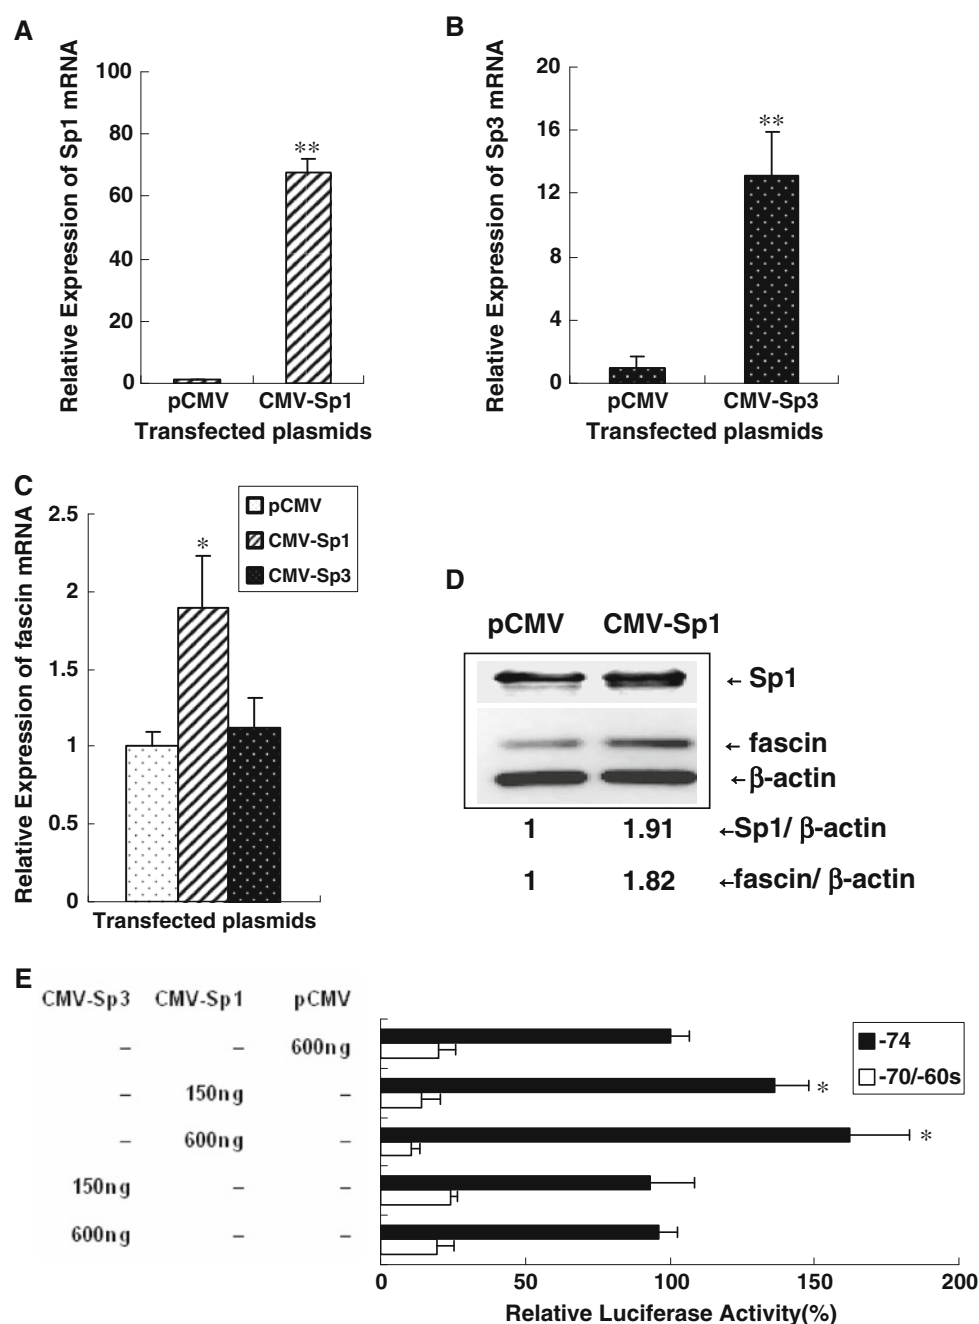 A
Relative Expression of Sp1 mRNA
100
80
60
40
20
0
**
pCMV CMV-Sp1
Transfected plasmids
B
Relative Expression of Sp3 mRNA
20
16
12
8
4
0
**
pCMV CMV-Sp3
Transfected plasmids
C
Relative Expression of fascin mRNA
2.5
2
1.5
1
0.5
0
*
pCMV
CMV-Sp1
CMV-Sp3
Transfected plasmids
D
pCMV CMV-Sp1
← Sp1
← fascin
← β-actin
1 1.91 ←Sp1/ β-actin
1 1.82 ←fascin/ β-actin
E
CMV-Sp3 CMV-Sp1 pCMV
– – 600ng
– 150ng – *
– 600ng – *
150ng – –
600ng – –
-74
-70/-60s
0 50 100 150 200
Relative Luciferase Activity(%)